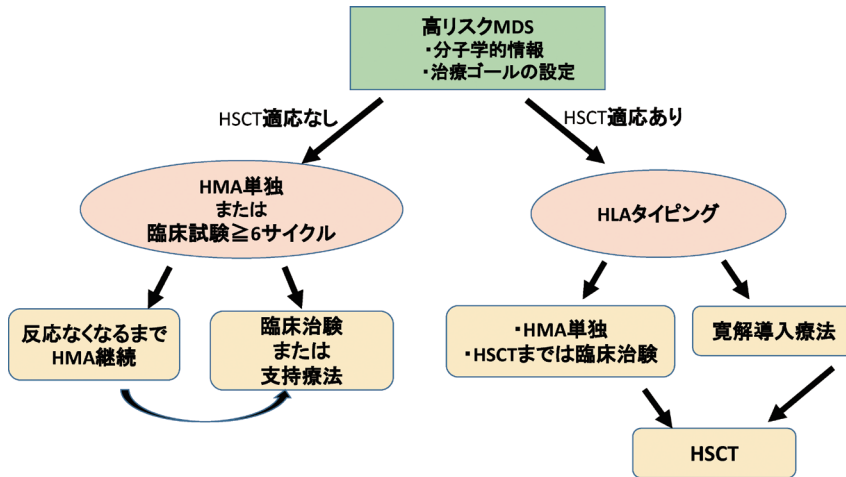 高リスクMDS
・分子学的情報
・治療ゴールの設定
HSCT適応なし
HSCT適応あり
HMA単独
または
臨床試験≧6サイクル
HLAタイピング
反応なくなるまで
HMA継続
臨床治験
または
支持療法
・HMA単独
・HSCTまでは臨床治験
寛解導入療法
HSCT